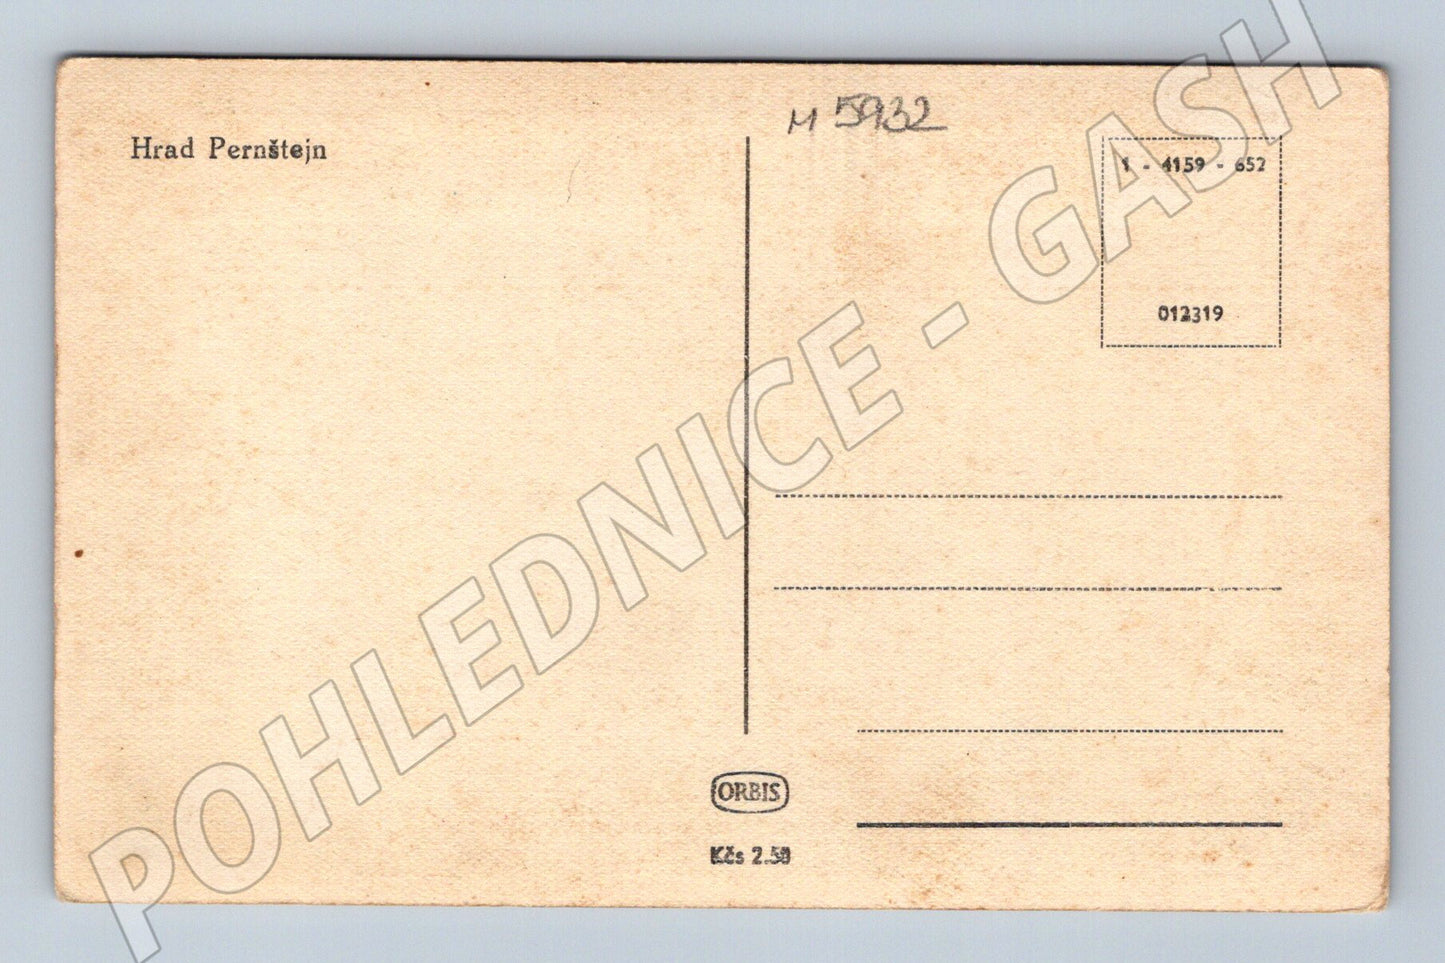 Hrad Pernštejn
M 5932
1 - 4159 - 652
012319
ORBIS
Kčs 2.50
POHLEDNICE - GASH